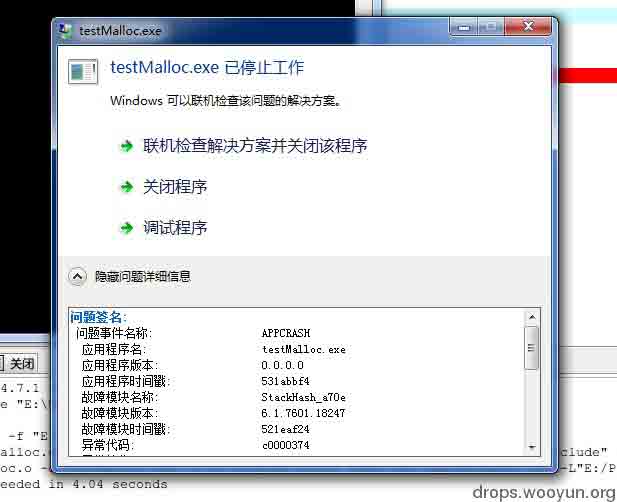 testMalloc.exe
testMalloc.exe 已停止工作
Windows 可以联机检查该问题的解决方案。
联机检查解决方案并关闭该程序
关闭程序
调试程序
隐藏问题详细信息
问题签名:
问题事件名称: APPCRASH
应用程序名: testMalloc.exe
应用程序版本: 0.0.0.0
应用程序时间戳: 531abbf4
故障模块名称: StackHash_a70e
故障模块版本: 6.1.7601.18247
故障模块时间戳: 521eaf24
异常代码: c0000374
关闭
4.7.1
e "E:\
-f "E
alloc. clude"
oc.o - -L"E:/P
eeded in 4.04 seconds
drops.wooyun.org